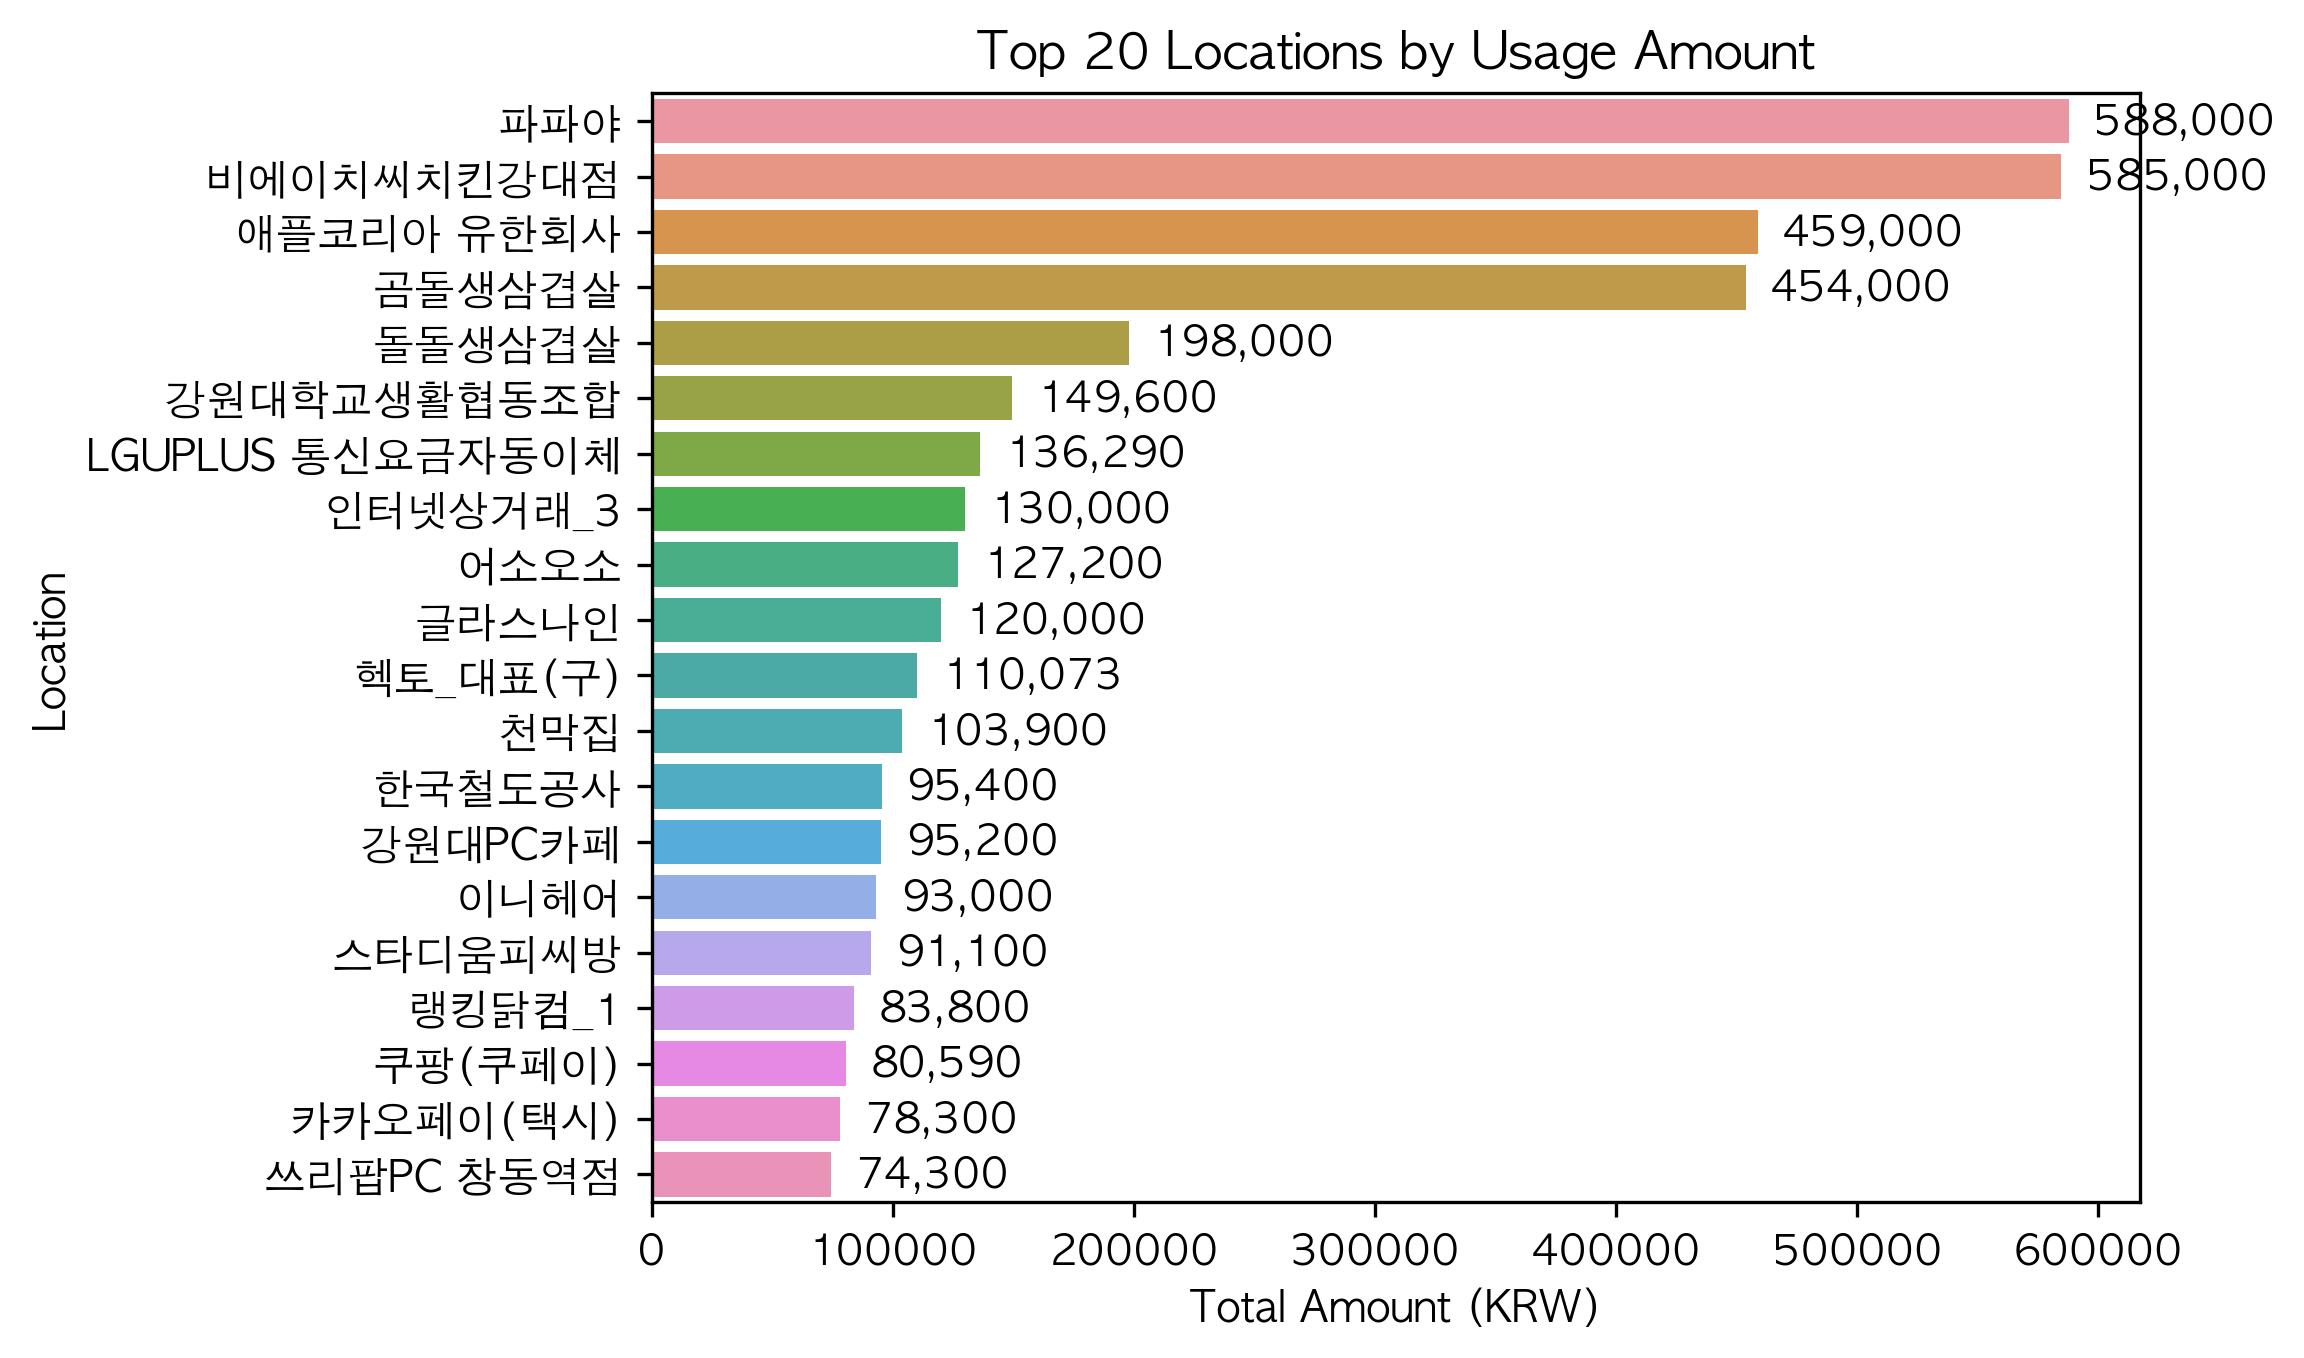 Top 20 Locations by Usage Amount
파파야 588,000
비에이치씨치킨강대점 585,000
애플코리아 유한회사 459,000
곰돌생삼겹살 454,000
돌돌생삼겹살 198,000
강원대학교생활협동조합 149,600
LGUPLUS 통신요금자동이체 136,290
인터넷상거래_3 130,000
어소오소 127,200
글라스나인 120,000
헥토_대표(구) 110,073
천막집 103,900
한국철도공사 95,400
강원대PC카페 95,200
이니헤어 93,000
스타디움피씨방 91,100
랭킹닭컴_1 83,800
쿠팡(쿠페이) 80,590
카카오페이(택시) 78,300
쓰리팝PC 창동역점 74,300
Location
0 100000 200000 300000 400000 500000 600000
Total Amount (KRW)